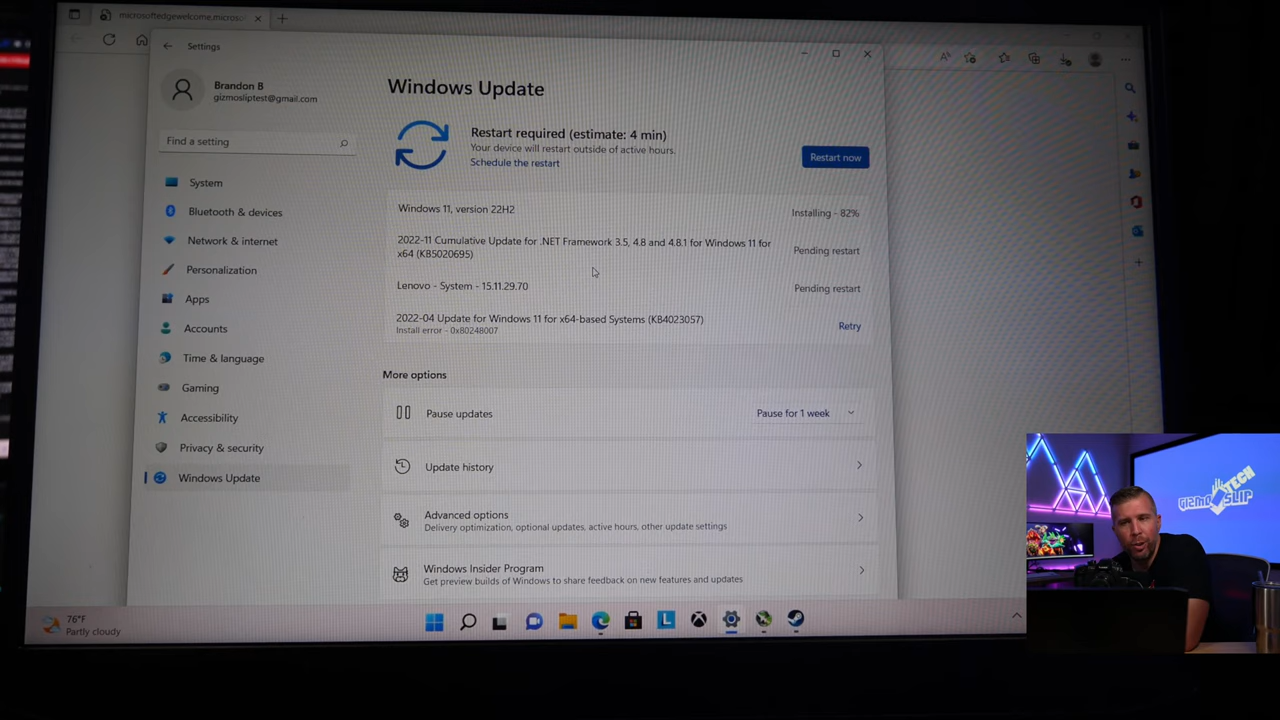 microsoftedgewelcome.micros
Settings
Brandon B
gizmosliptest@gmail.com
Find a setting
System
Bluetooth & devices
Network & internet
Personalization
Apps
Accounts
Time & language
Gaming
Accessibility
Privacy & security
Windows Update
Windows Update
Restart required (estimate: 4 min)
Your device will restart outside of active hours.
Schedule the restart
Restart now
Windows 11, version 22H2
Installing - 82%
2022-11 Cumulative Update for .NET Framework 3.5, 4.8 and 4.8.1 for Windows 11 for
x64 (KB5020695)
Pending restart
Lenovo - System - 15.11.29.70
Pending restart
2022-04 Update for Windows 11 for x64-based Systems (KB4023057)
Install error - 0x80248007
Retry
More options
Pause updates
Pause for 1 week
Update history
Advanced options
Delivery optimization, optional updates, active hours, other update settings
Windows Insider Program
Get preview builds of Windows to share feedback on new features and updates
76°F
Partly cloudy
L
GIZMO SLIP
TECH